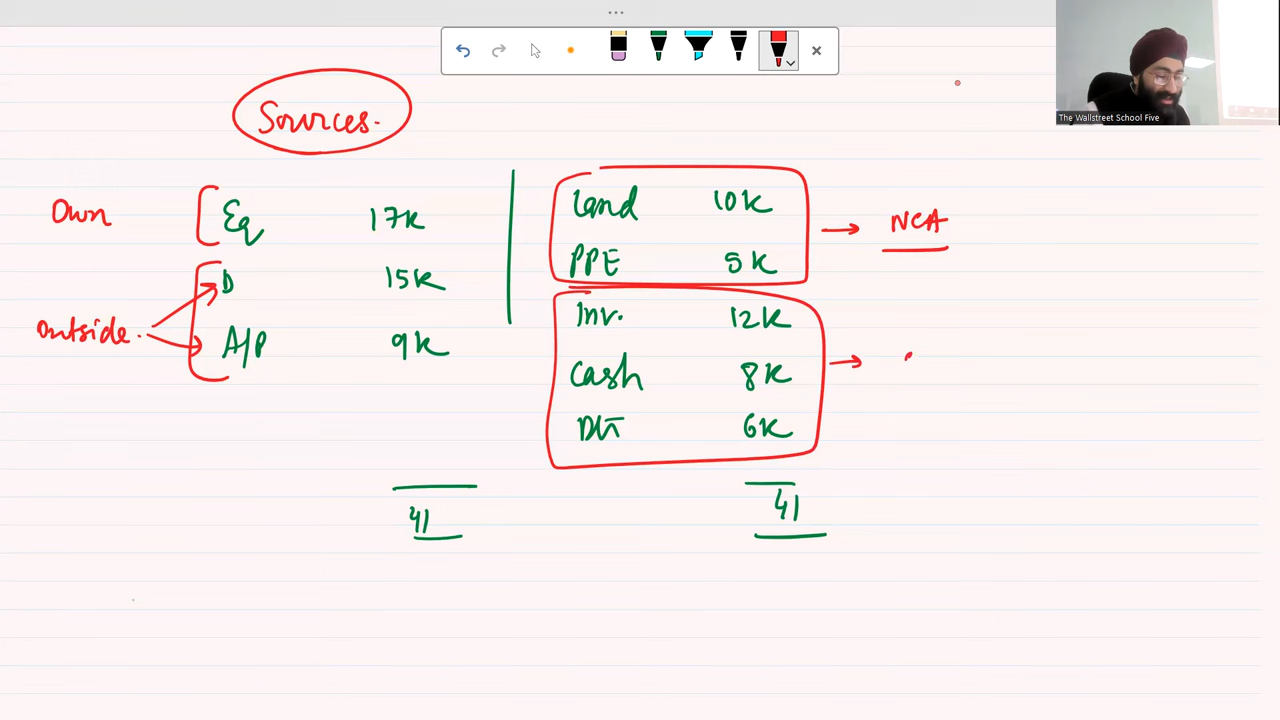 The Wallstreet School Five
Sources.
Own
Eq 17K
D 15K
Outside.
A/P 9K
41
Land 10K
PPE 5K
NCA
Inv. 12K
Cash 8K
6K
41